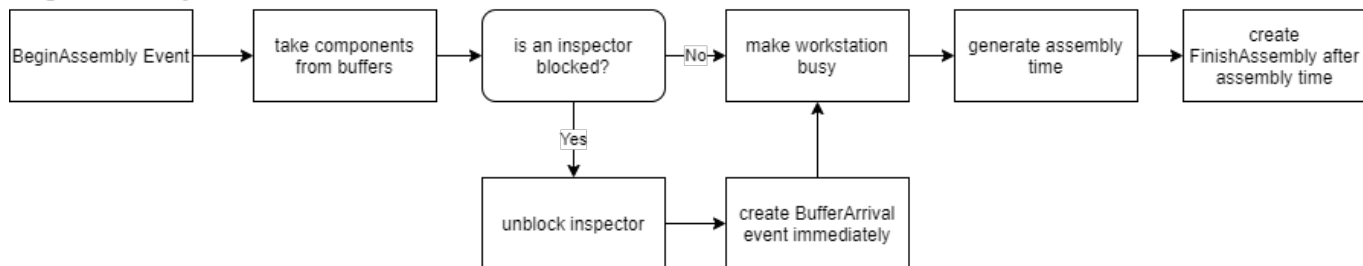 BeginAssembly Event
take components
from buffers
is an inspector
blocked?
No
make workstation
busy
generate assembly
time
create
FinishAssembly after
assembly time
Yes
unblock inspector
create BufferArrival
event immediately